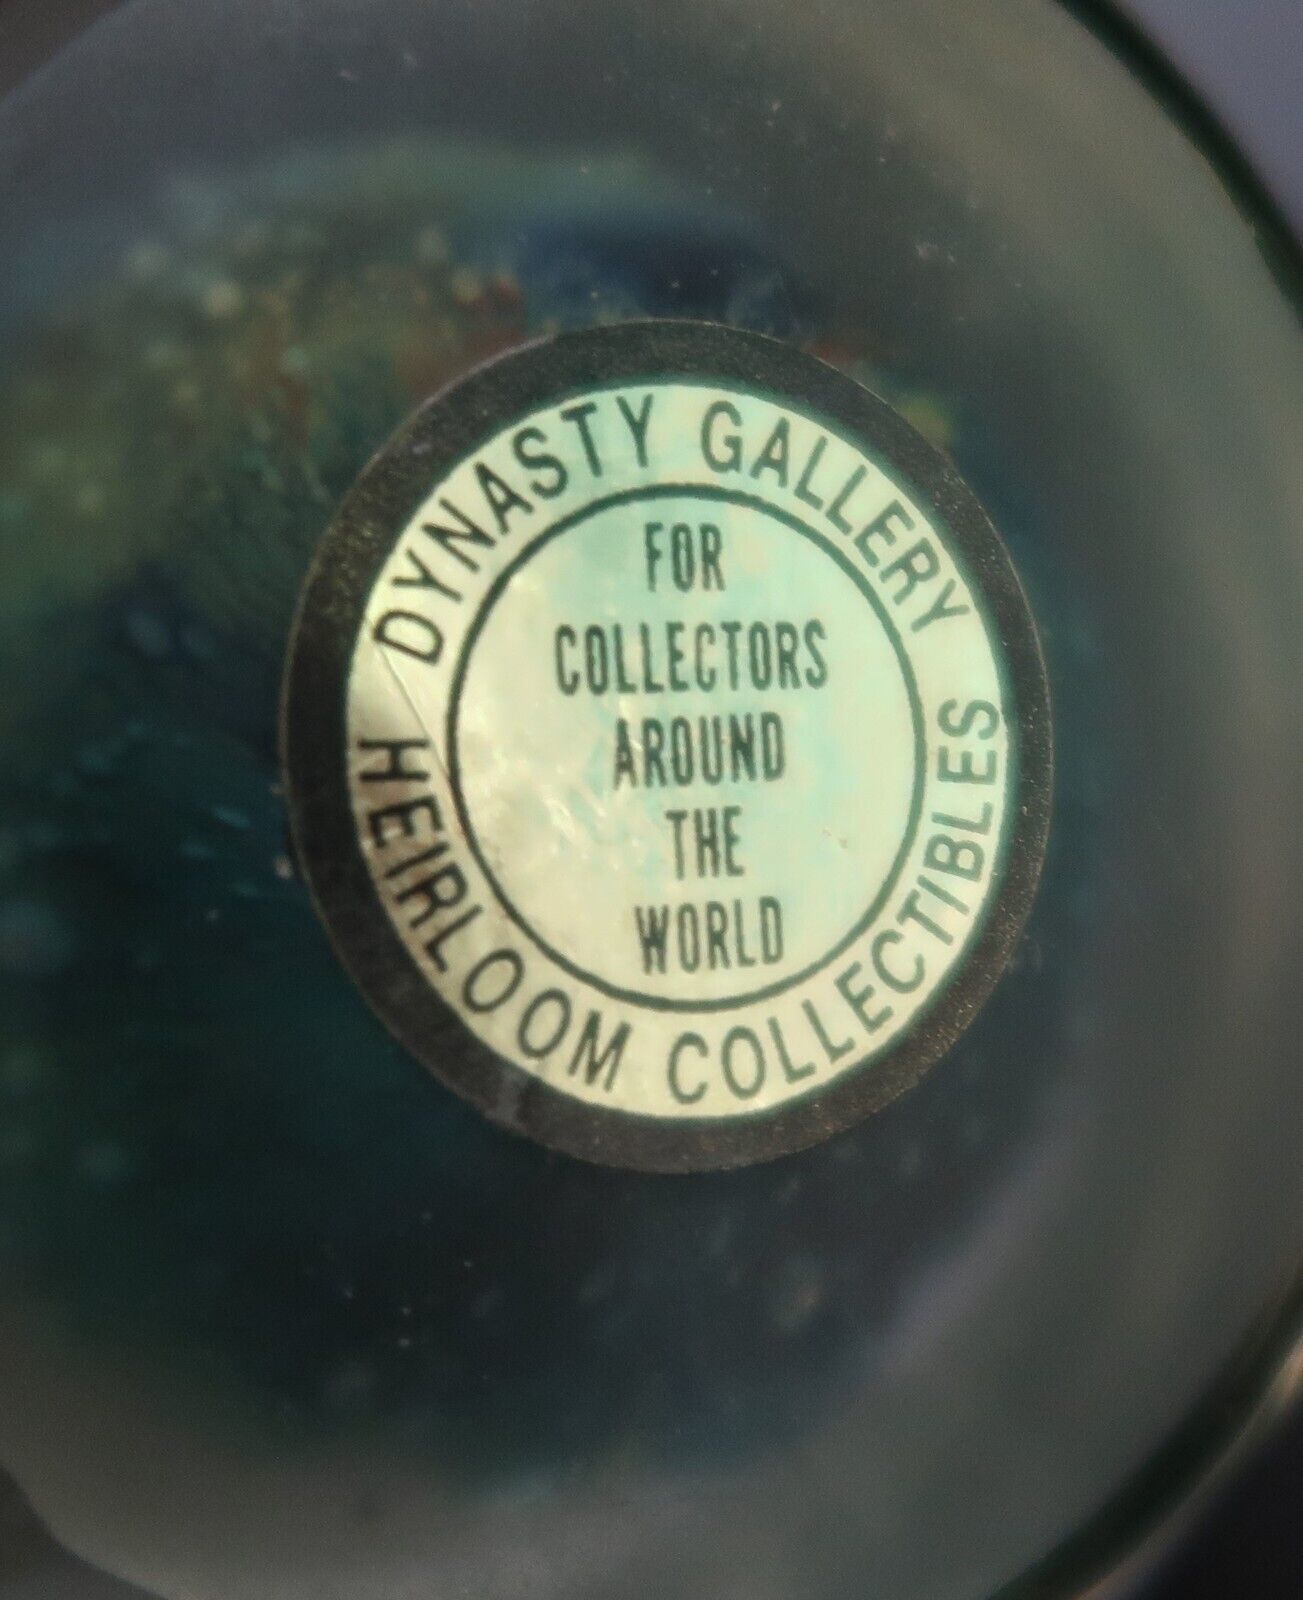 DYNASTY GALLERY
HEIRLOOM COLLECTIBLES
FOR
COLLECTORS
AROUND
THE
WORLD